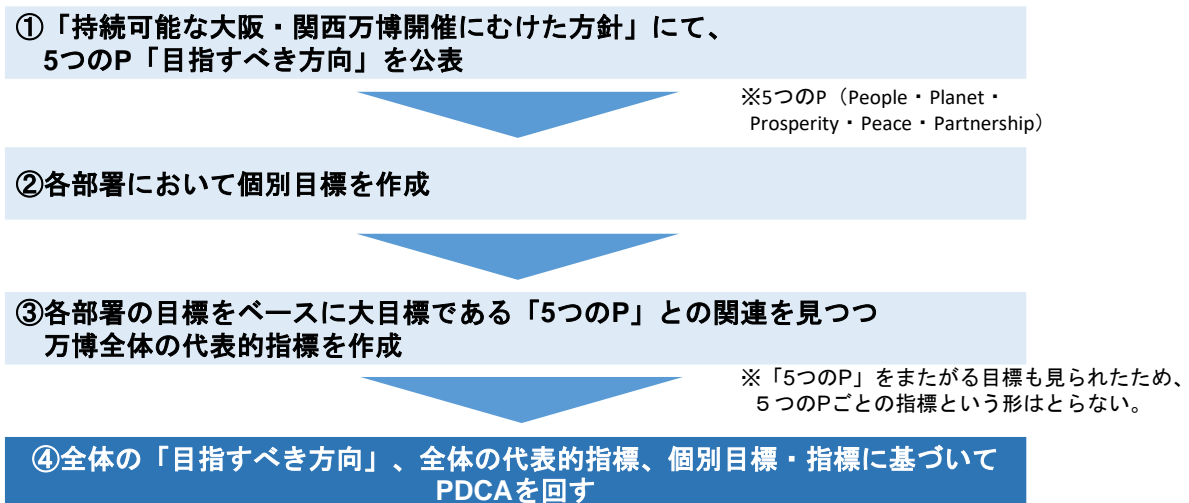 ①「持続可能な大阪・関西万博開催にむけた方針」にて、
5つのP「目指すべき方向」を公表
※5つのP（People・Planet・
Prosperity・Peace・Partnership）
②各部署において個別目標を作成
③各部署の目標をベースに大目標である「5つのP」との関連を見つつ
万博全体の代表的指標を作成
※「5つのP」をまたがる目標も見られたため、
５つのPごとの指標という形はとらない。
④全体の「目指すべき方向」、全体の代表的指標、個別目標・指標に基づいて
PDCAを回す